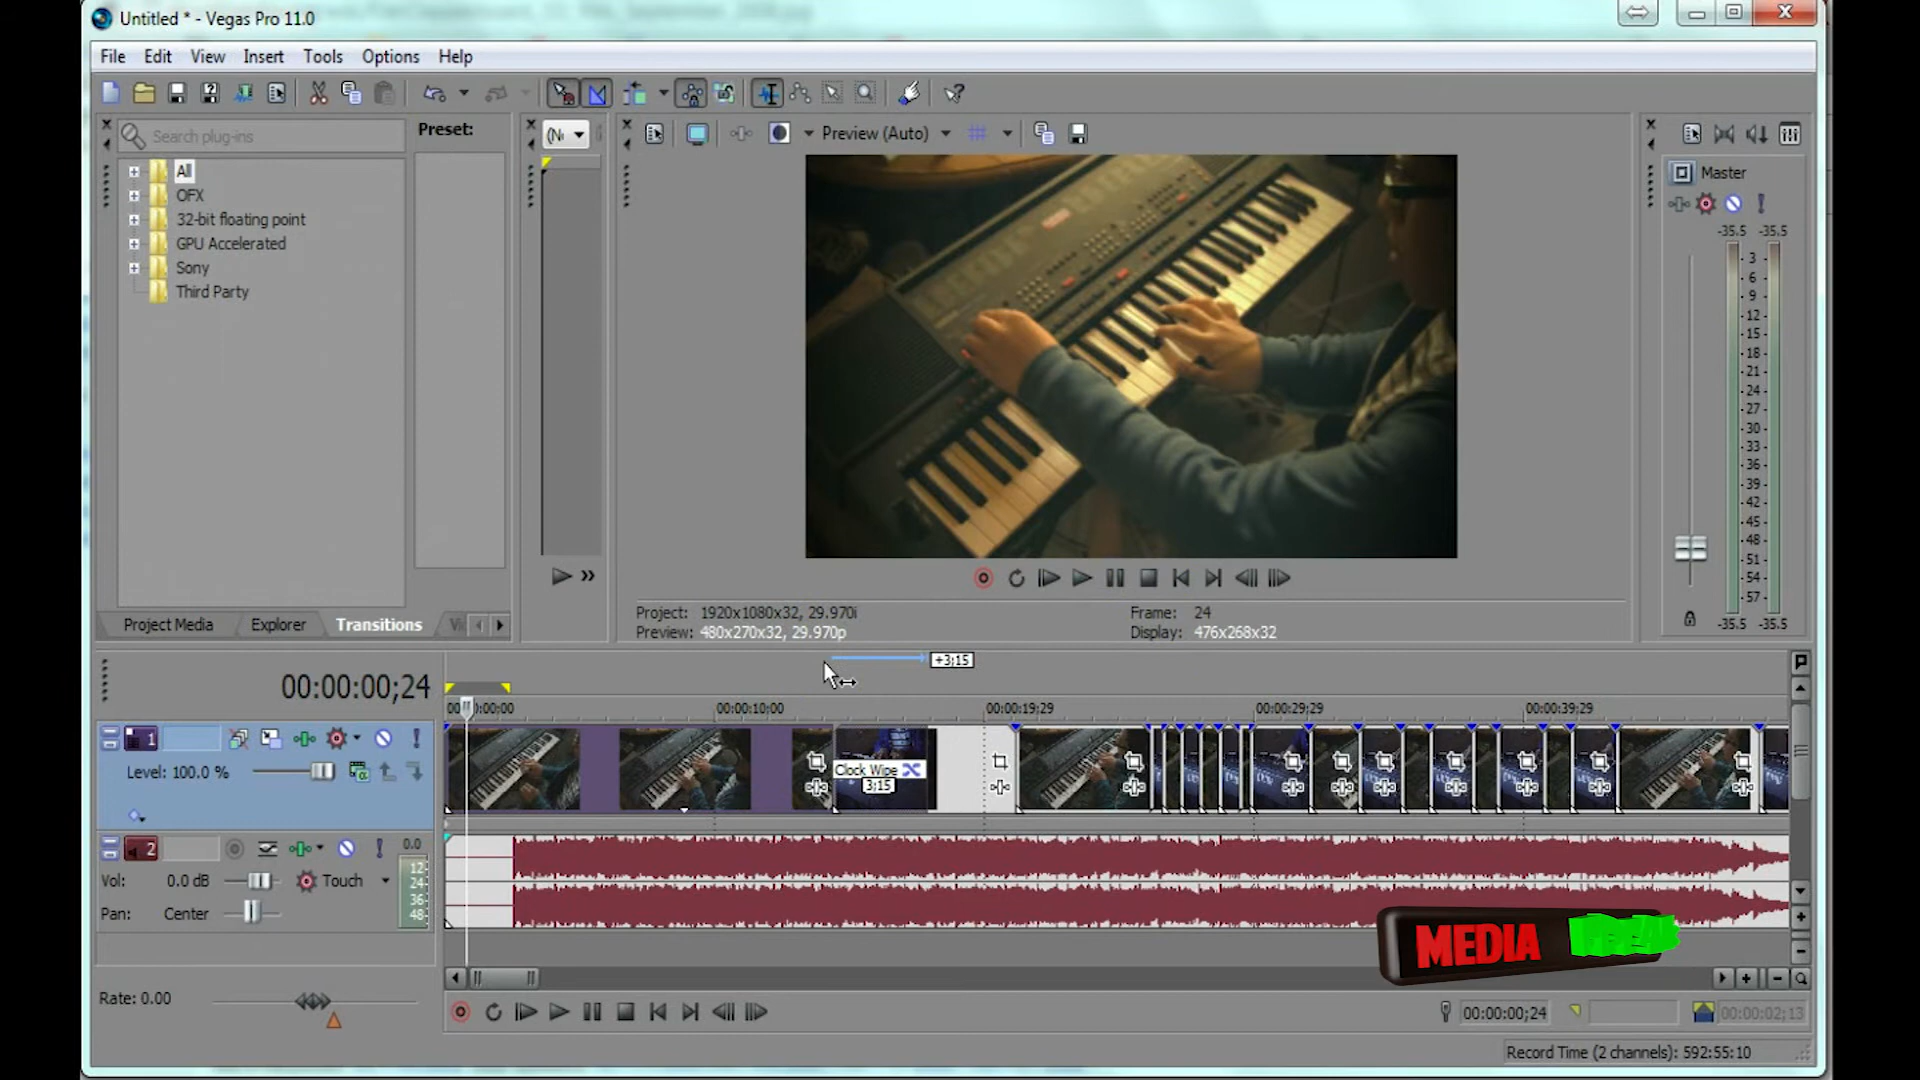 Untitled * - Vegas Pro 11.0
File Edit View Insert Tools Options Help
Search plug-ins
Preset:
Preview (Auto)
All
OFX
32-bit floating point
GPU Accelerated
Sony
Third Party
Master
-35.5 -35.5
3
6
9
12
15
18
21
24
27
30
33
36
39
42
45
48
51
54
57
-35.5 -35.5
Project Media Explorer Transitions
Project: 1920x1080x32, 29.970i
Preview: 480x270x32, 29.970p
Frame: 24
Display: 476x268x32
+3;15
00:00:00;24
00:00:10;00 00:00:19;29 00:00:29;29 00:00:39;29
1
Level: 100.0 %
Clock Wipe
3;15
2
0.0
Vol: 0.0 dB Touch
Pan: Center
12
24
36
48
MEDIA
Rate: 0.00
00:00:00;24
00:00:02;13
Record Time (2 channels): 592:55:10